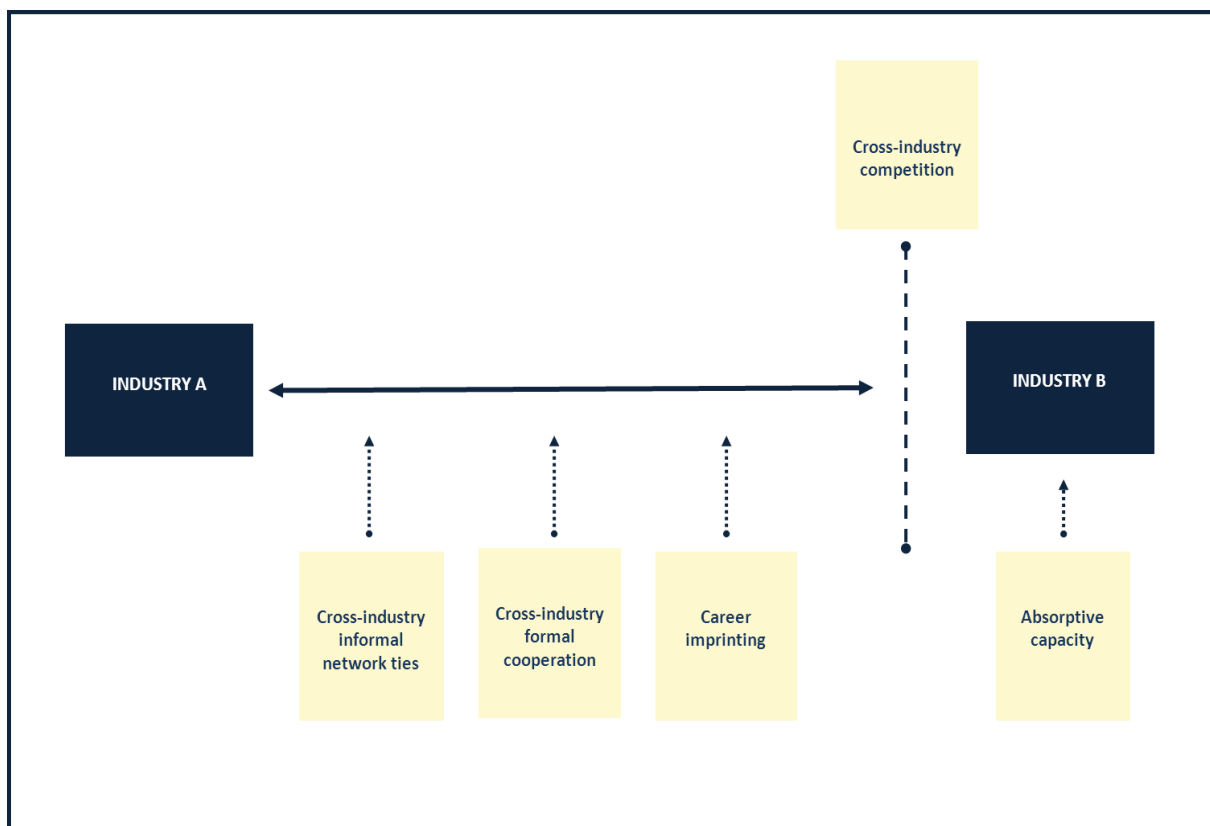 Cross-industry
competition
INDUSTRY A
INDUSTRY B
Cross-industry
informal
network ties
Cross-industry
formal
cooperation
Career
imprinting
Absorptive
capacity